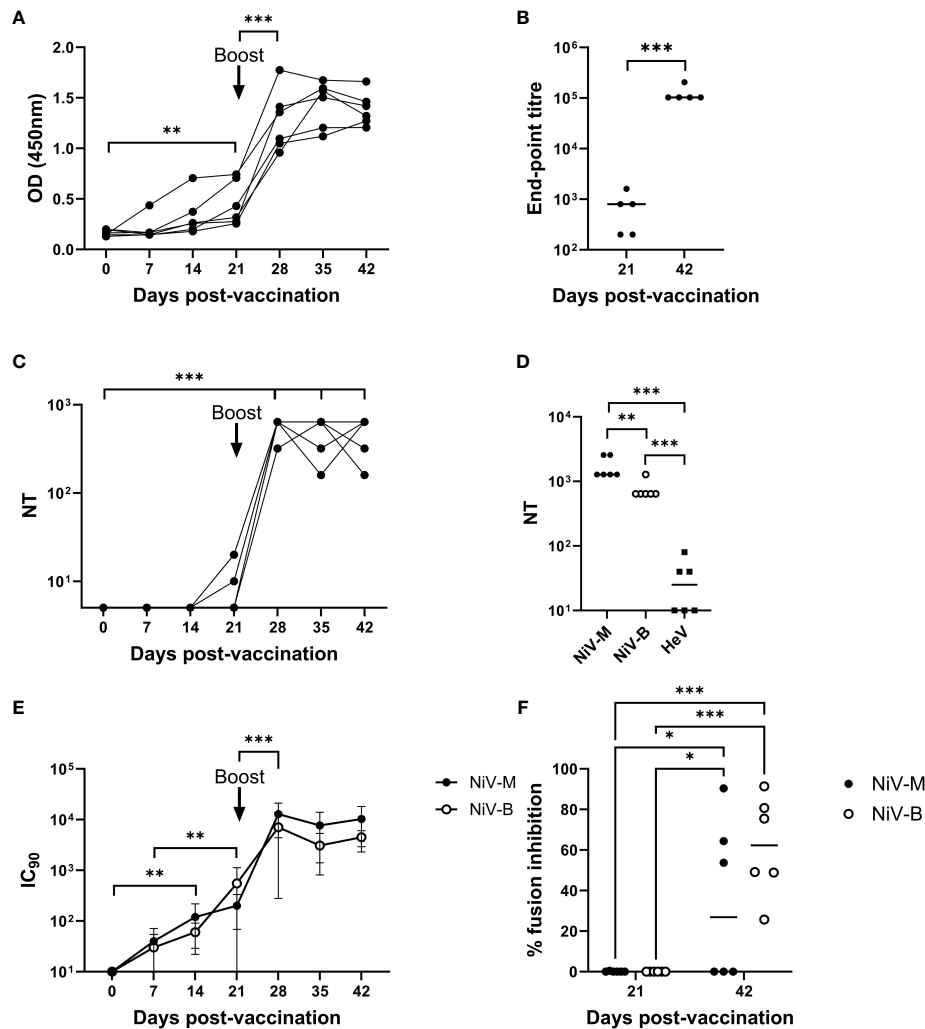 A
***
Boost
**
OD (450nm)
2.0
1.5
1.0
0.5
0.0
0 7 14 21 28 35 42
Days post-vaccination
B
***
End-point titre
10⁶
10⁵
10⁴
10³
10²
21 42
Days post-vaccination
C
***
Boost
NT
10³
10²
10¹
0 7 14 21 28 35 42
Days post-vaccination
D
***
**
***
NT
10⁴
10³
10²
10¹
NiV-M NiV-B HeV
E
***
Boost
**
**
IC₉₀
10⁵
10⁴
10³
10²
10¹
0 7 14 21 28 35 42
Days post-vaccination
NiV-M
NiV-B
F
***
***
*
*
% fusion inhibition
100
80
60
40
20
0
21 42
Days post-vaccination
NiV-M
NiV-B